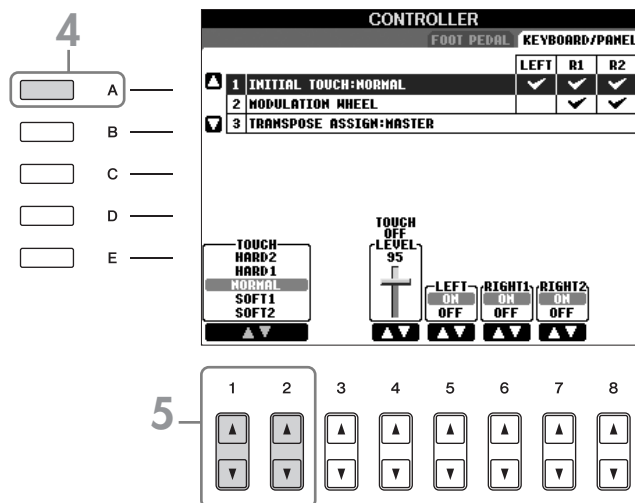 CONTROLLER
FOOT PEDAL KEYBOARD/PANEL
LEFT R1 R2
1 INITIAL TOUCH:NORMAL
2 MODULATION WHEEL
3 TRANSPOSE ASSIGN:MASTER
4
A
B
C
D
E
TOUCH
HARD2
HARD1
NORMAL
SOFT1
SOFT2
TOUCH
OFF
LEVEL
95
LEFT
ON
OFF
RIGHT1
ON
OFF
RIGHT2
ON
OFF
5
1 2 3 4 5 6 7 8